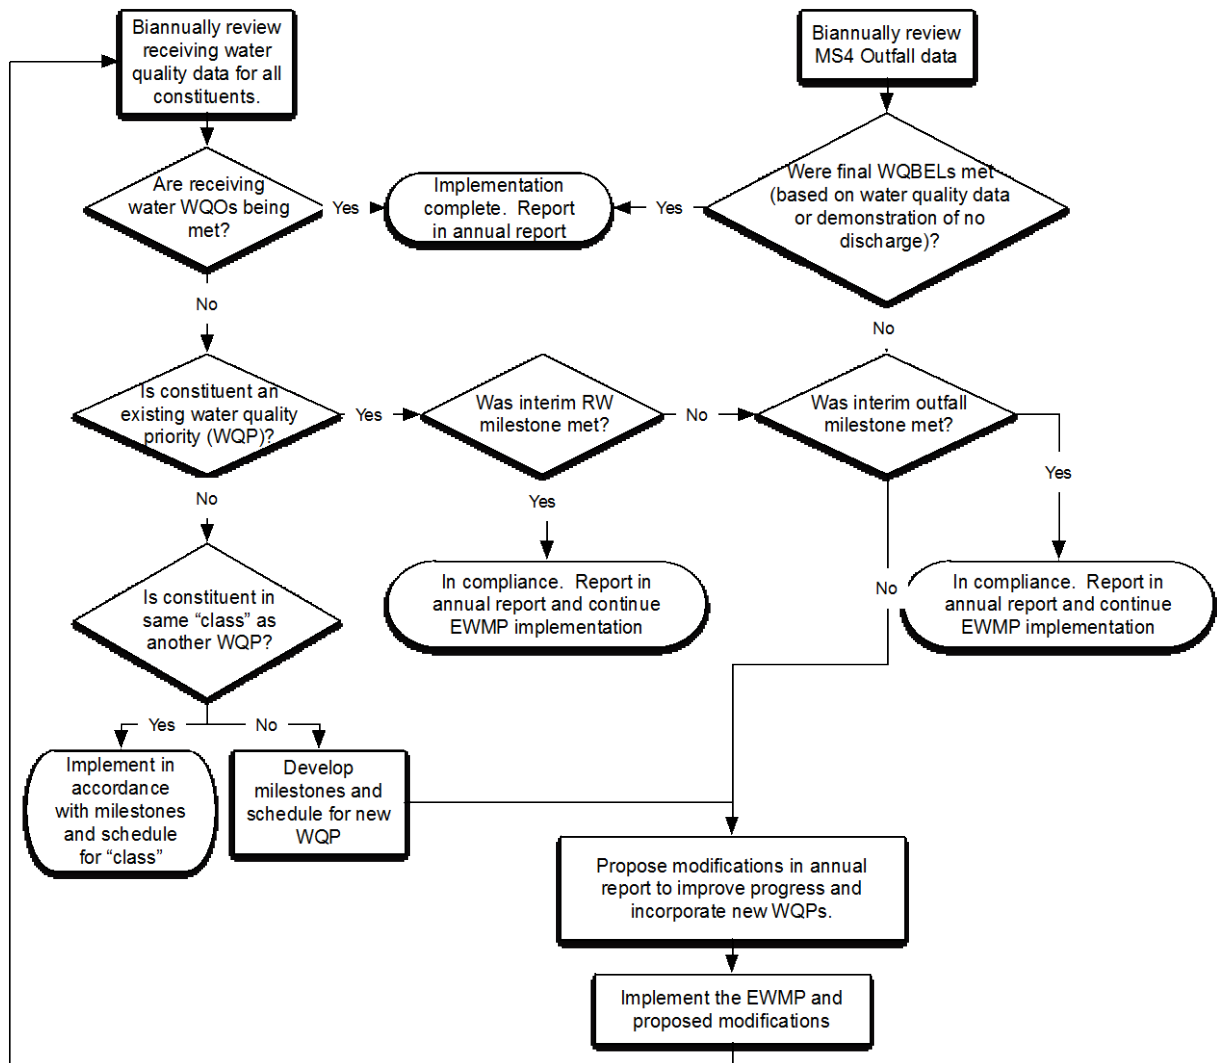 Biannually review
receiving water
quality data for all
constituents.
Biannually review
MS4 Outfall data
Are receiving
water WQOs being
met?
Yes
Implementation
complete.  Report
in annual report
Yes
Were final WQBELs met
(based on water quality data
or demonstration of no
discharge)?
No
No
Is constituent an
existing water quality
priority (WQP)?
Yes
Was interim RW
milestone met?
No
Was interim outfall
milestone met?
Yes
No
Yes
Is constituent in
same “class” as
another WQP?
In compliance.  Report in
annual report and continue
EWMP implementation
No
In compliance.  Report in
annual report and continue
EWMP implementation
Yes
No
Implement in
accordance
with milestones
and schedule
for “class”
Develop
milestones and
schedule for new
WQP
Propose modifications in annual
report to improve progress and
incorporate new WQPs.
Implement the EWMP and
proposed modifications